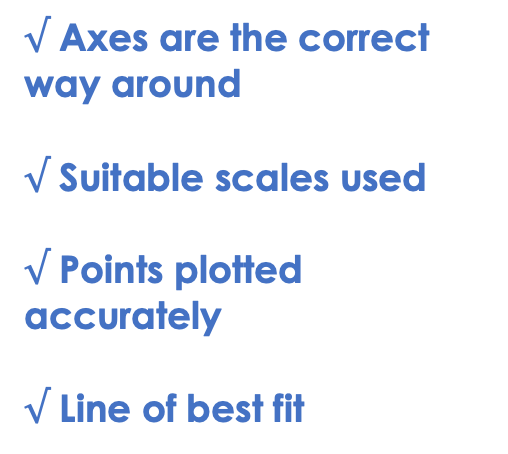 √ Axes are the correct
way around
√ Suitable scales used
√ Points plotted
accurately
√ Line of best fit